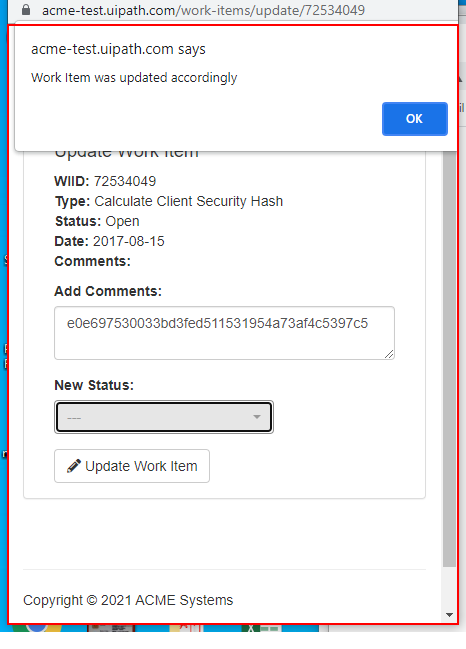 acme-test.uipath.com/work-items/update/72534049
acme-test.uipath.com says
Work Item was updated accordingly
OK
Update Work Item
WIID: 72534049
Type: Calculate Client Security Hash
Status: Open
Date: 2017-08-15
Comments:
Add Comments:
e0e697530033bd3fed511531954a73af4c5397c5
New Status:
---
Update Work Item
Copyright © 2021 ACME Systems